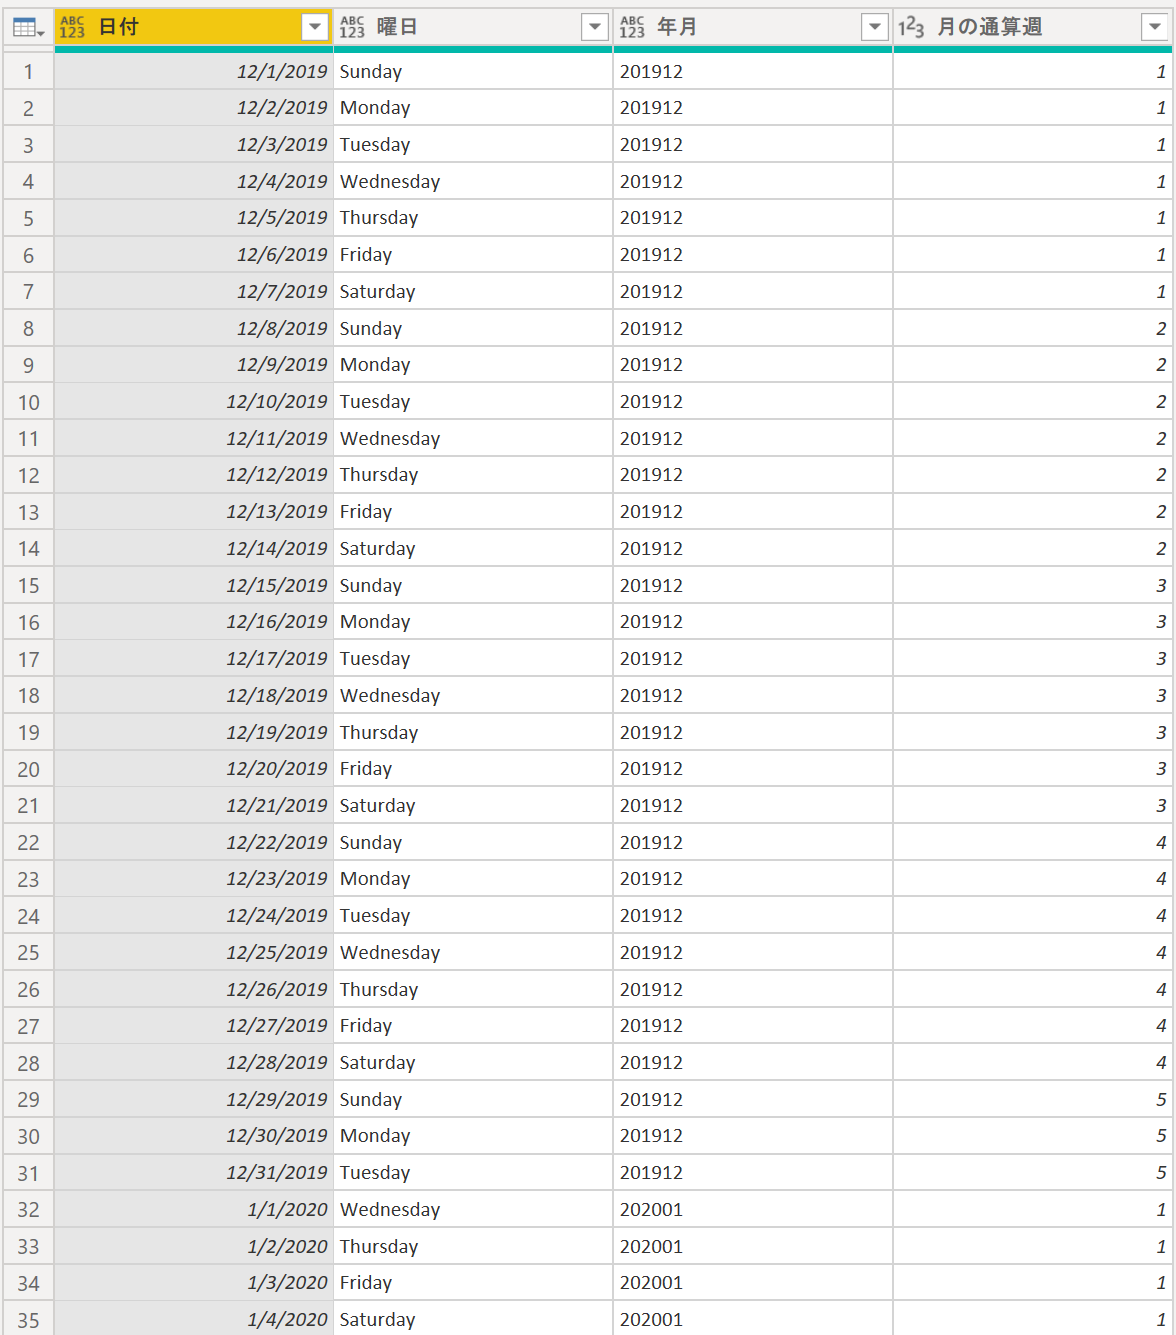 ABC 123 日付 ABC 123 曜日 ABC 123 年月 123 月の通算週
1 12/1/2019 Sunday 201912 1
2 12/2/2019 Monday 201912 1
3 12/3/2019 Tuesday 201912 1
4 12/4/2019 Wednesday 201912 1
5 12/5/2019 Thursday 201912 1
6 12/6/2019 Friday 201912 1
7 12/7/2019 Saturday 201912 1
8 12/8/2019 Sunday 201912 2
9 12/9/2019 Monday 201912 2
10 12/10/2019 Tuesday 201912 2
11 12/11/2019 Wednesday 201912 2
12 12/12/2019 Thursday 201912 2
13 12/13/2019 Friday 201912 2
14 12/14/2019 Saturday 201912 2
15 12/15/2019 Sunday 201912 3
16 12/16/2019 Monday 201912 3
17 12/17/2019 Tuesday 201912 3
18 12/18/2019 Wednesday 201912 3
19 12/19/2019 Thursday 201912 3
20 12/20/2019 Friday 201912 3
21 12/21/2019 Saturday 201912 3
22 12/22/2019 Sunday 201912 4
23 12/23/2019 Monday 201912 4
24 12/24/2019 Tuesday 201912 4
25 12/25/2019 Wednesday 201912 4
26 12/26/2019 Thursday 201912 4
27 12/27/2019 Friday 201912 4
28 12/28/2019 Saturday 201912 4
29 12/29/2019 Sunday 201912 5
30 12/30/2019 Monday 201912 5
31 12/31/2019 Tuesday 201912 5
32 1/1/2020 Wednesday 202001 1
33 1/2/2020 Thursday 202001 1
34 1/3/2020 Friday 202001 1
35 1/4/2020 Saturday 202001 1